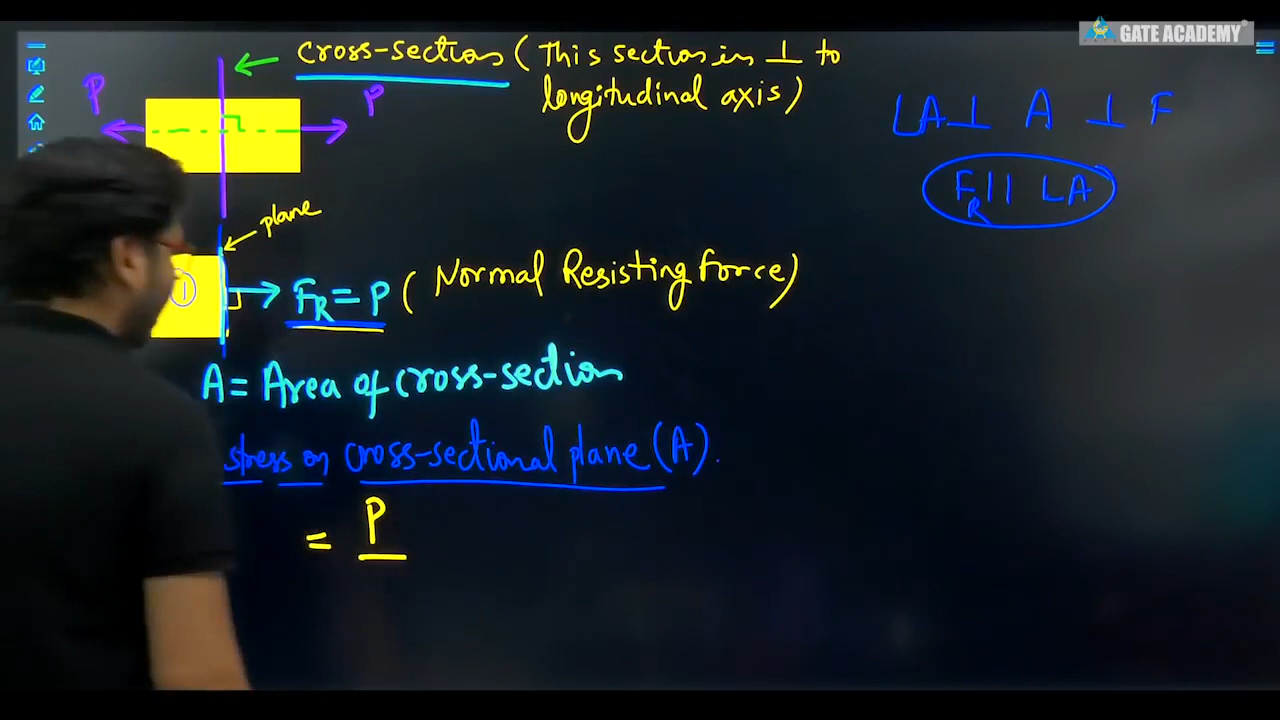 GATE ACADEMY
cross-section (This section is ⊥ to
longitudinal axis)
P
P
LA ⊥ A ⊥ F
F_R || LA
plane
①
F_R = P (Normal Resisting force)
A = Area of cross-section
stress on cross-sectional plane (A).
= P